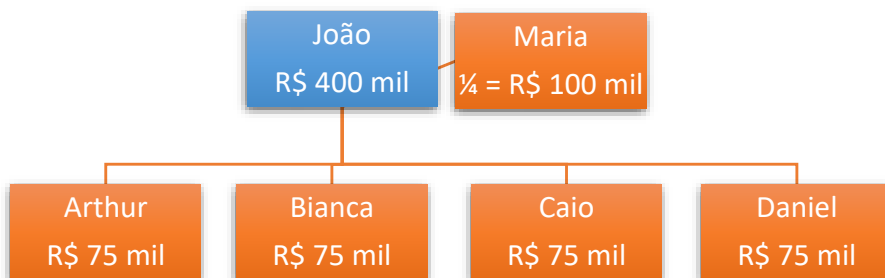 João
R$ 400 mil
Maria
¼ = R$ 100 mil
Arthur
R$ 75 mil
Bianca
R$ 75 mil
Caio
R$ 75 mil
Daniel
R$ 75 mil